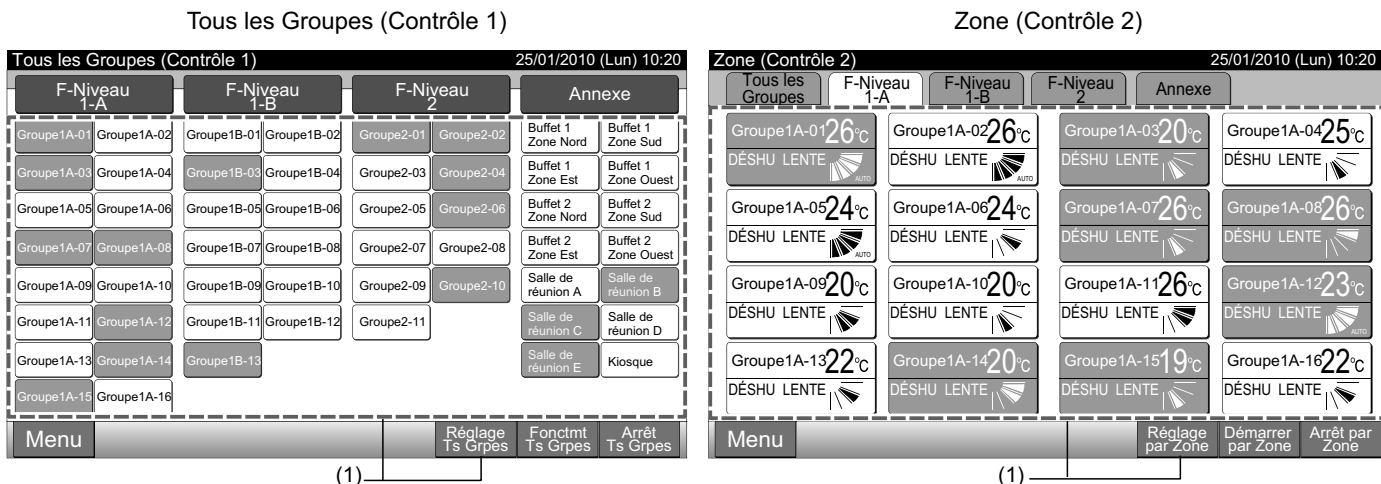 Tous les Groupes (Contrôle 1)
Tous les Groupes (Contrôle 1) 25/01/2010 (Lun) 10:20
F-Niveau 1-A
F-Niveau 1-B
F-Niveau 2
Annexe
Groupe1A-01 Groupe1A-02 Groupe1B-01 Groupe1B-02 Groupe2-01 Groupe2-02 Buffet 1 Zone Nord Buffet 1 Zone Sud
Groupe1A-03 Groupe1A-04 Groupe1B-03 Groupe1B-04 Groupe2-03 Groupe2-04 Buffet 1 Zone Est Buffet 1 Zone Ouest
Groupe1A-05 Groupe1A-06 Groupe1B-05 Groupe1B-06 Groupe2-05 Groupe2-06 Buffet 2 Zone Nord Buffet 2 Zone Sud
Groupe1A-07 Groupe1A-08 Groupe1B-07 Groupe1B-08 Groupe2-07 Groupe2-08 Buffet 2 Zone Est Buffet 2 Zone Ouest
Groupe1A-09 Groupe1A-10 Groupe1B-09 Groupe1B-10 Groupe2-09 Groupe2-10 Salle de réunion A Salle de réunion B
Groupe1A-11 Groupe1A-12 Groupe1B-11 Groupe1B-12 Groupe2-11 Salle de réunion C Salle de réunion D
Groupe1A-13 Groupe1A-14 Groupe1B-13 Salle de réunion E Kiosque
Groupe1A-15 Groupe1A-16
Menu Réglage Ts Grpes Fonctmt Ts Grpes Arrêt Ts Grpes
(1)
Zone (Contrôle 2)
Zone (Contrôle 2) 25/01/2010 (Lun) 10:20
Tous les Groupes
F-Niveau 1-A
F-Niveau 1-B
F-Niveau 2
Annexe
Groupe1A-01 26°C Groupe1A-02 26°C Groupe1A-03 20°C Groupe1A-04 25°C
DÉSHU LENTE AUTO DÉSHU LENTE AUTO DÉSHU LENTE DÉSHU LENTE
Groupe1A-05 24°C Groupe1A-06 24°C Groupe1A-07 26°C Groupe1A-08 26°C
DÉSHU LENTE AUTO DÉSHU LENTE DÉSHU LENTE DÉSHU LENTE
Groupe1A-09 20°C Groupe1A-10 20°C Groupe1A-11 26°C Groupe1A-12 23°C
DÉSHU LENTE DÉSHU LENTE DÉSHU LENTE DÉSHU LENTE AUTO
Groupe1A-13 22°C Groupe1A-14 20°C Groupe1A-15 19°C Groupe1A-16 22°C
DÉSHU LENTE DÉSHU LENTE DÉSHU LENTE DÉSHU LENTE
Menu Réglage par Zone Démarrer par Zone Arrêt par Zone
(1)